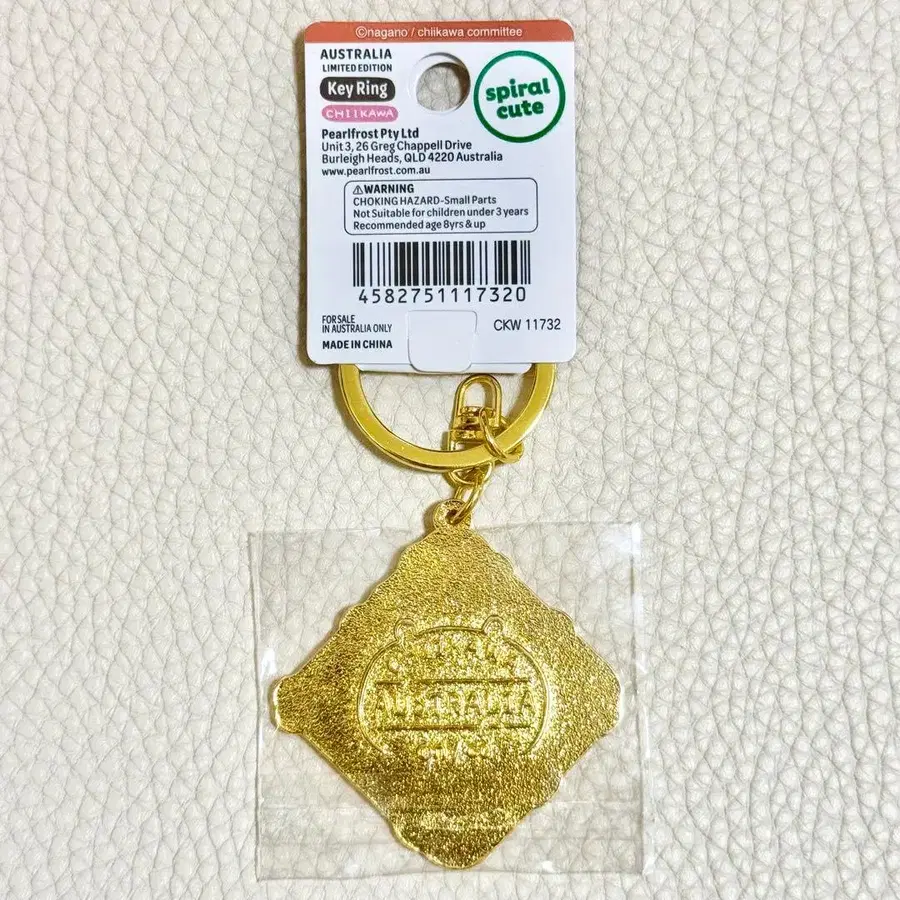 ©nagano / chiikawa committee
AUSTRALIA
LIMITED EDITION
Key Ring
CHIIKAWA
spiral
cute
Pearlfrost Pty Ltd
Unit 3, 26 Greg Chappell Drive
Burleigh Heads, QLD 4220 Australia
www.pearlfrost.com.au
⚠WARNING
CHOKING HAZARD-Small Parts
Not Suitable for children under 3 years
Recommended age 8yrs & up
4582751117320
FOR SALE
IN AUSTRALIA ONLY
CKW 11732
MADE IN CHINA
AUSTRALIA